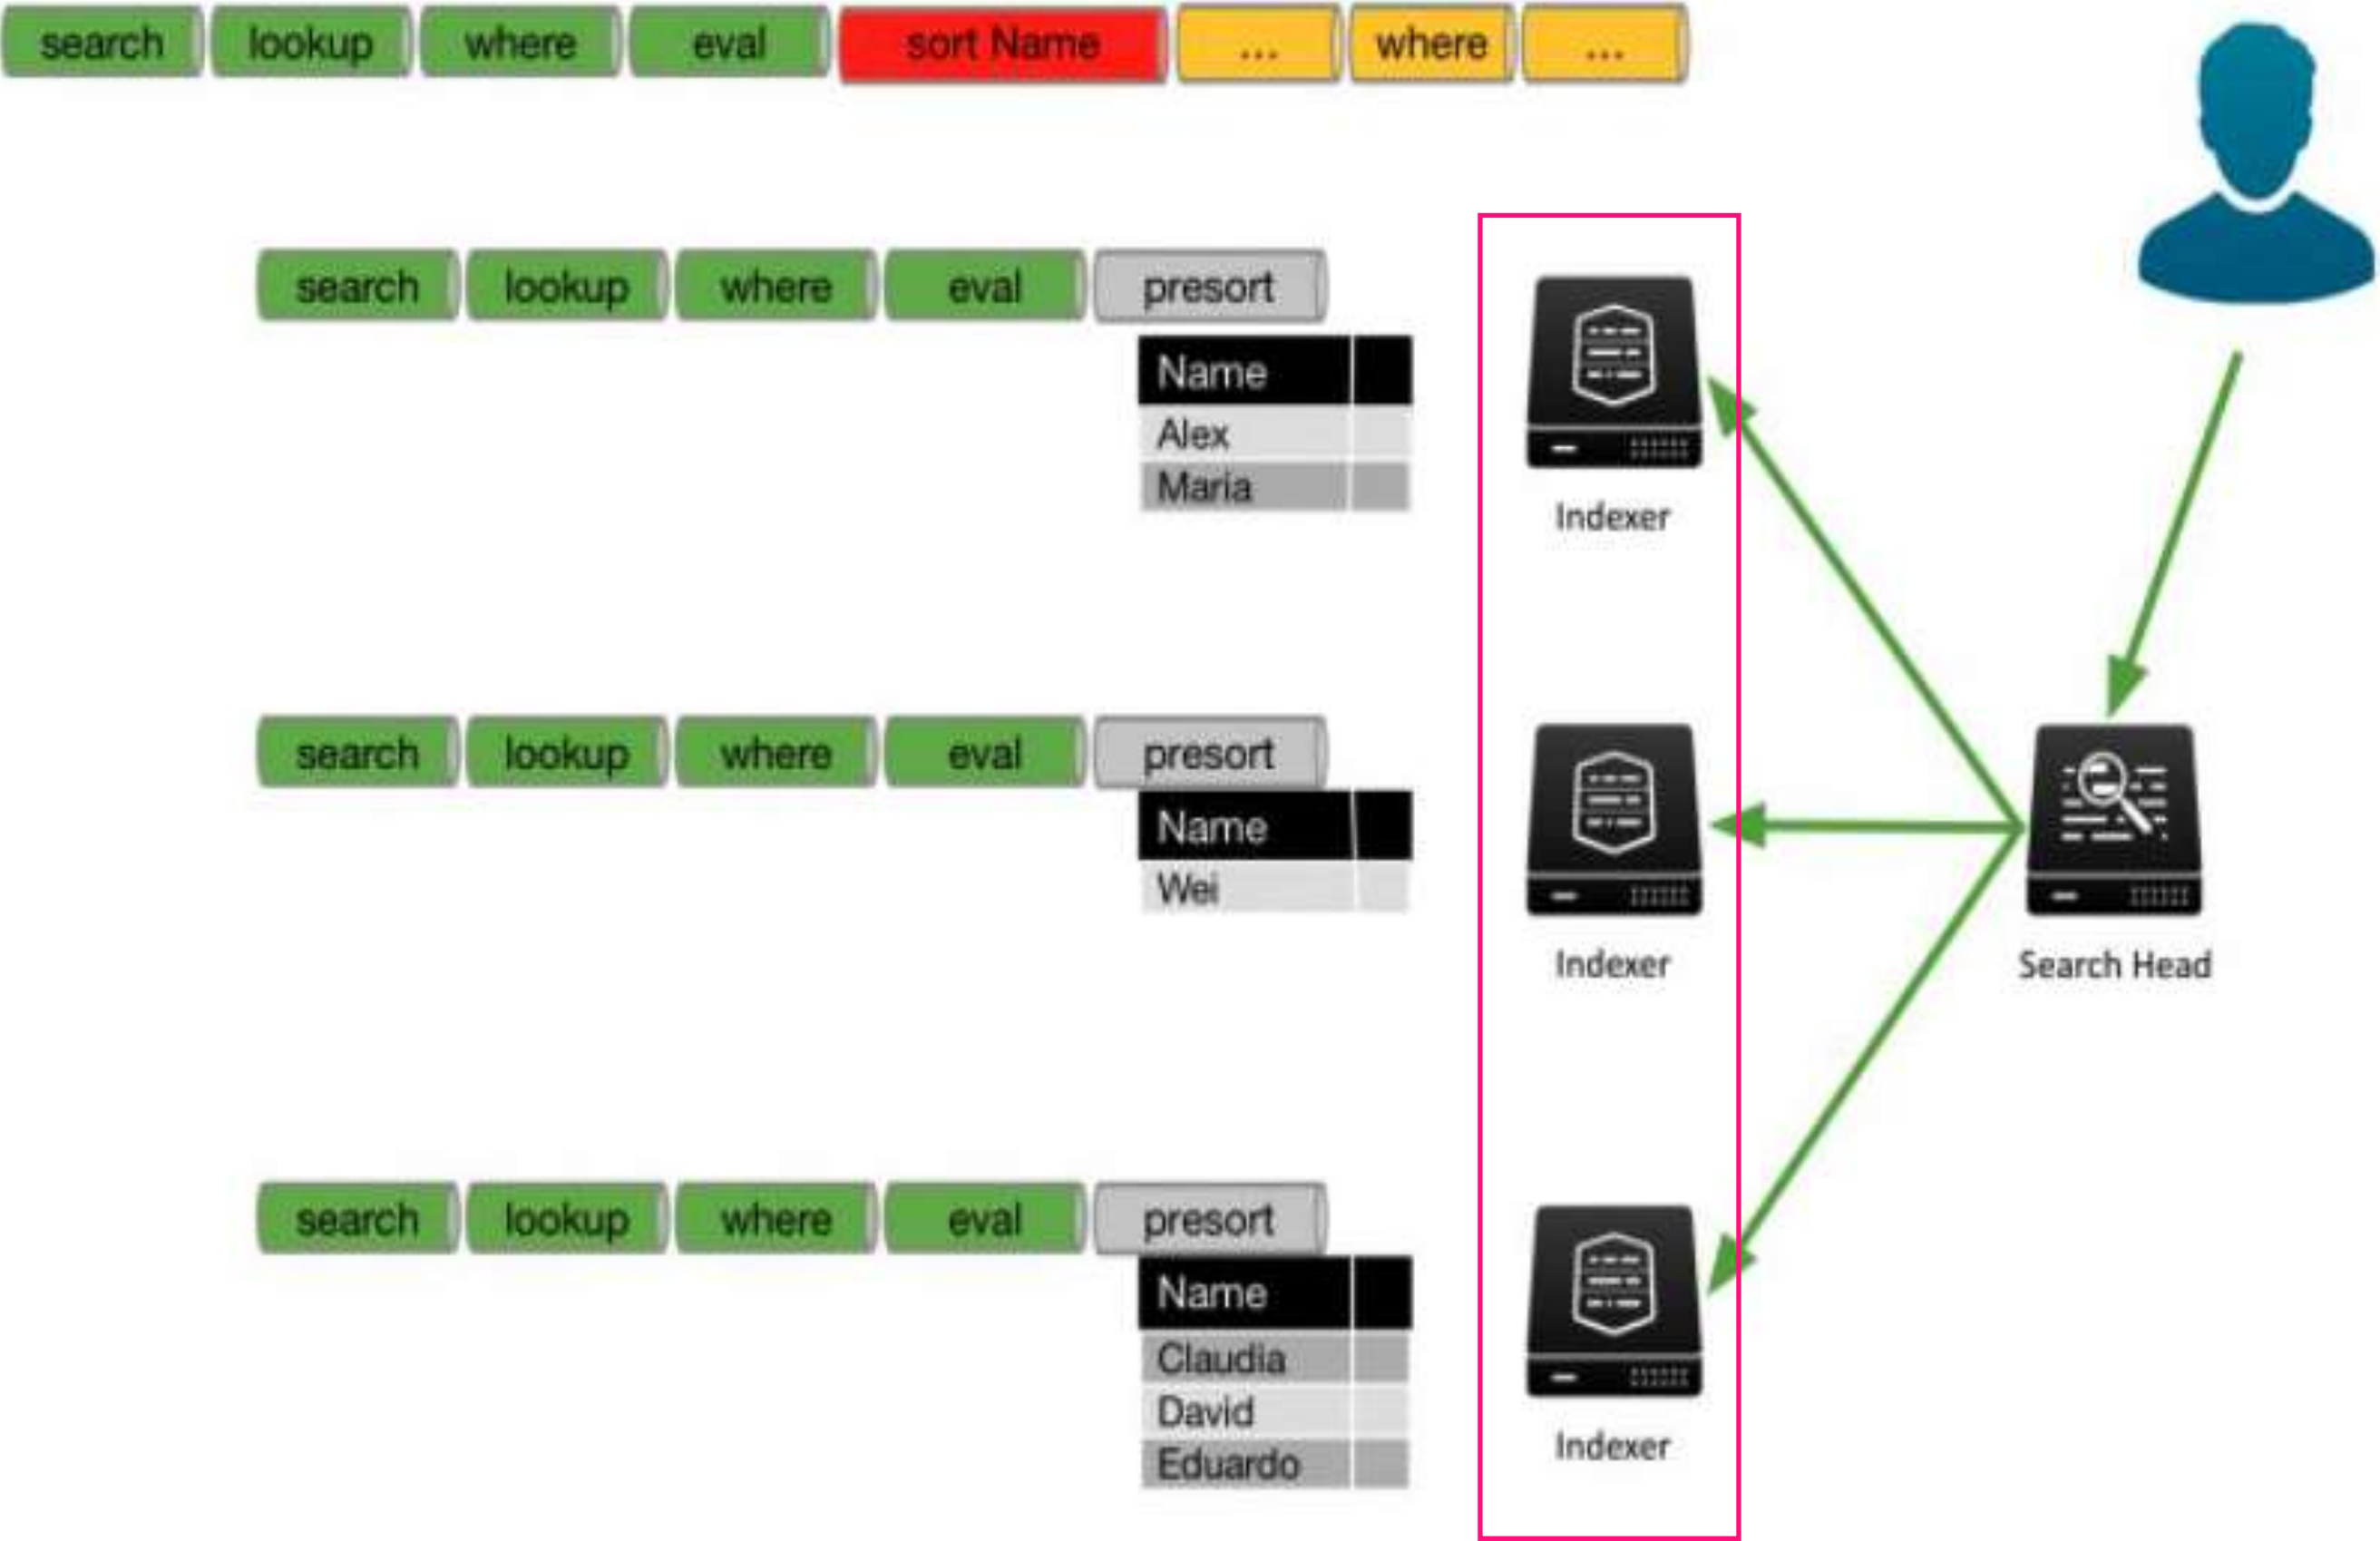 search lookup where eval sort Name ... where ...
search lookup where eval presort
Name
Alex
Maria
Indexer
search lookup where eval presort
Name
Wei
Indexer
Search Head
search lookup where eval presort
Name
Claudia
David
Eduardo
Indexer